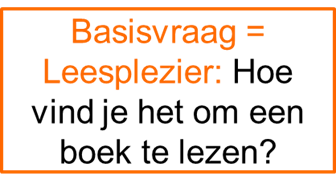 Basisvraag =
Leesplezier: Hoe
vind je het om een
boek te lezen?